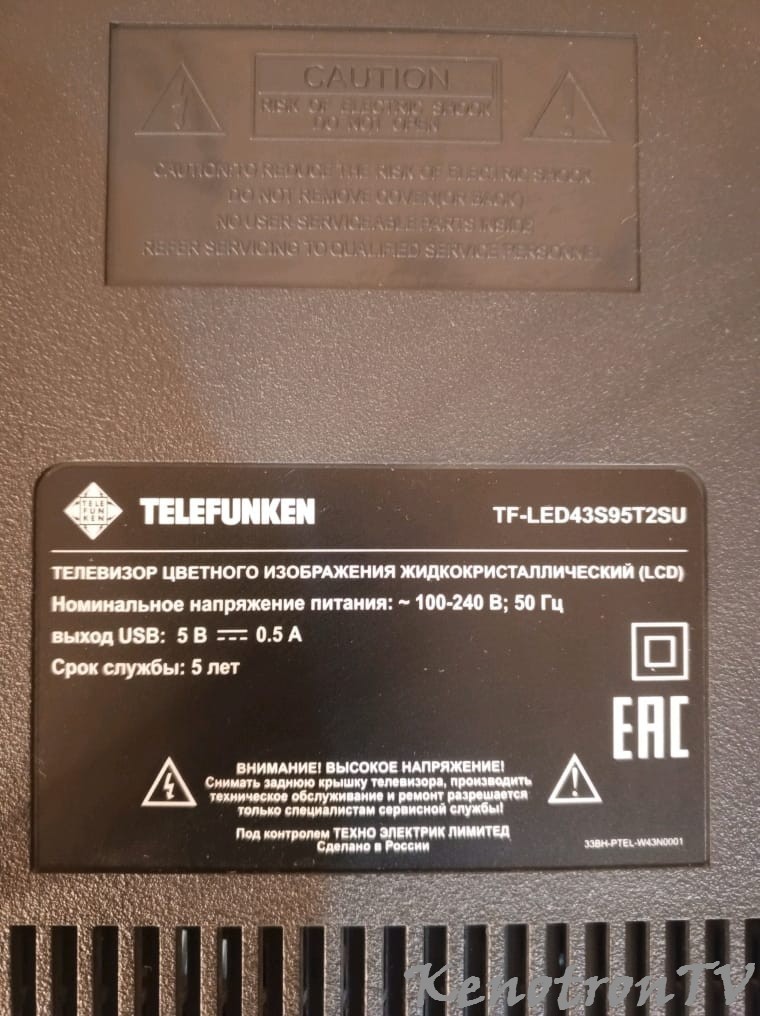 CAUTION
RISK OF ELECTRIC SHOCK
DO NOT OPEN
CAUTION:TO REDUCE THE RISK OF ELECTRIC SHOCK
DO NOT REMOVE COVER(OR BACK)
NO USER SERVICEABLE PARTS INSIDE
REFER SERVICING TO QUALIFIED SERVICE PERSONNEL
TELE
FUN
KEN
TELEFUNKEN
TF-LED43S95T2SU
ТЕЛЕВИЗОР ЦВЕТНОГО ИЗОБРАЖЕНИЯ ЖИДКОКРИСТАЛЛИЧЕСКИЙ (LCD)
Номинальное напряжение питания: ~ 100-240 В; 50 Гц
выход USB: 5 В 0.5 А
Срок службы: 5 лет
EAC
ВНИМАНИЕ! ВЫСОКОЕ НАПРЯЖЕНИЕ!
Снимать заднюю крышку телевизора, производить
техническое обслуживание и ремонт разрешается
только специалистам сервисной службы!
Под контролем ТЕХНО ЭЛЕКТРИК ЛИМИТЕД
Сделано в России
33BH-PTEL-W43N0001
KenotronTV